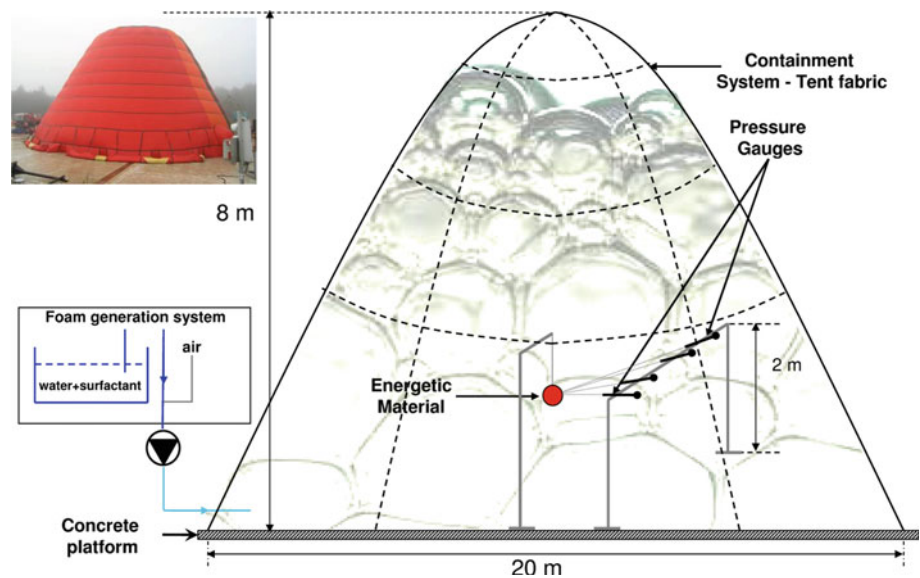 Containment
System - Tent fabric
Pressure
Gauges
8 m
Foam generation system
air
water+surfactant
Energetic
Material
2 m
Concrete
platform
20 m